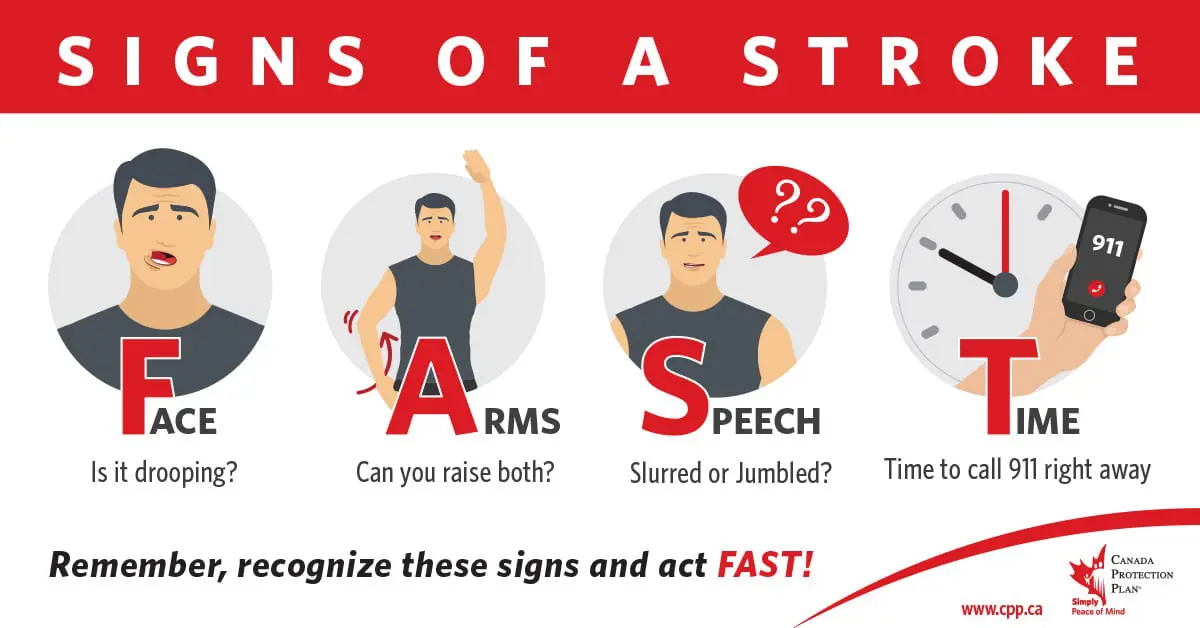 SIGNS OF A STROKE
??
911
FACE
ARMS
SPEECH
TIME
Is it drooping?
Can you raise both?
Slurred or Jumbled?
Time to call 911 right away
Remember, recognize these signs and act FAST!
www.cpp.ca
CANADA
PROTECTION
PLAN®
Simply
Peace of Mind